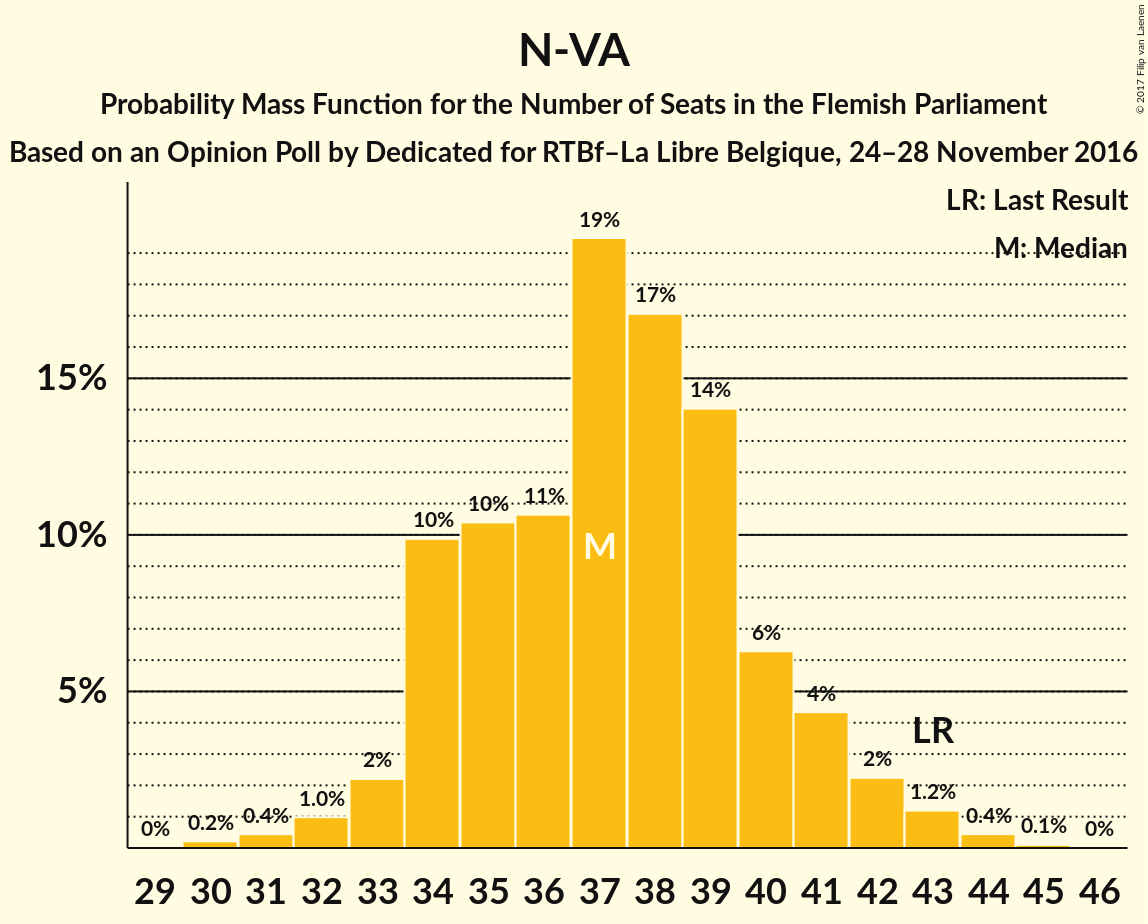 N-VA
Probability Mass Function for the Number of Seats in the Flemish Parliament
Based on an Opinion Poll by Dedicated for RTBf–La Libre Belgique, 24–28 November 2016
© 2017 Filip van Laenen
LR: Last Result
M: Median
15%
10%
5%
0%
0.2%
0.4%
1.0%
2%
10%
10%
11%
19%
17%
14%
6%
4%
2%
1.2%
0.4%
0.1%
0%
M
LR
29 30 31 32 33 34 35 36 37 38 39 40 41 42 43 44 45 46